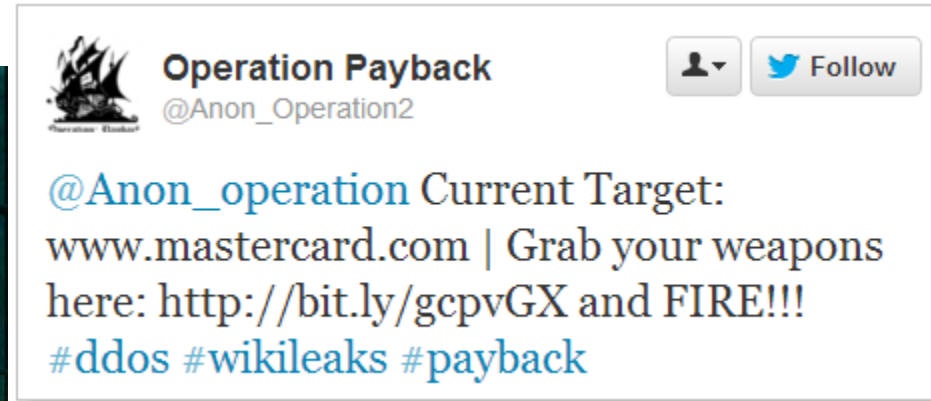 Operation Payback
@Anon_Operation2
Follow
@Anon_operation Current Target:
www.mastercard.com | Grab your weapons
here: http://bit.ly/gcpvGX and FIRE!!!
#ddos #wikileaks #payback